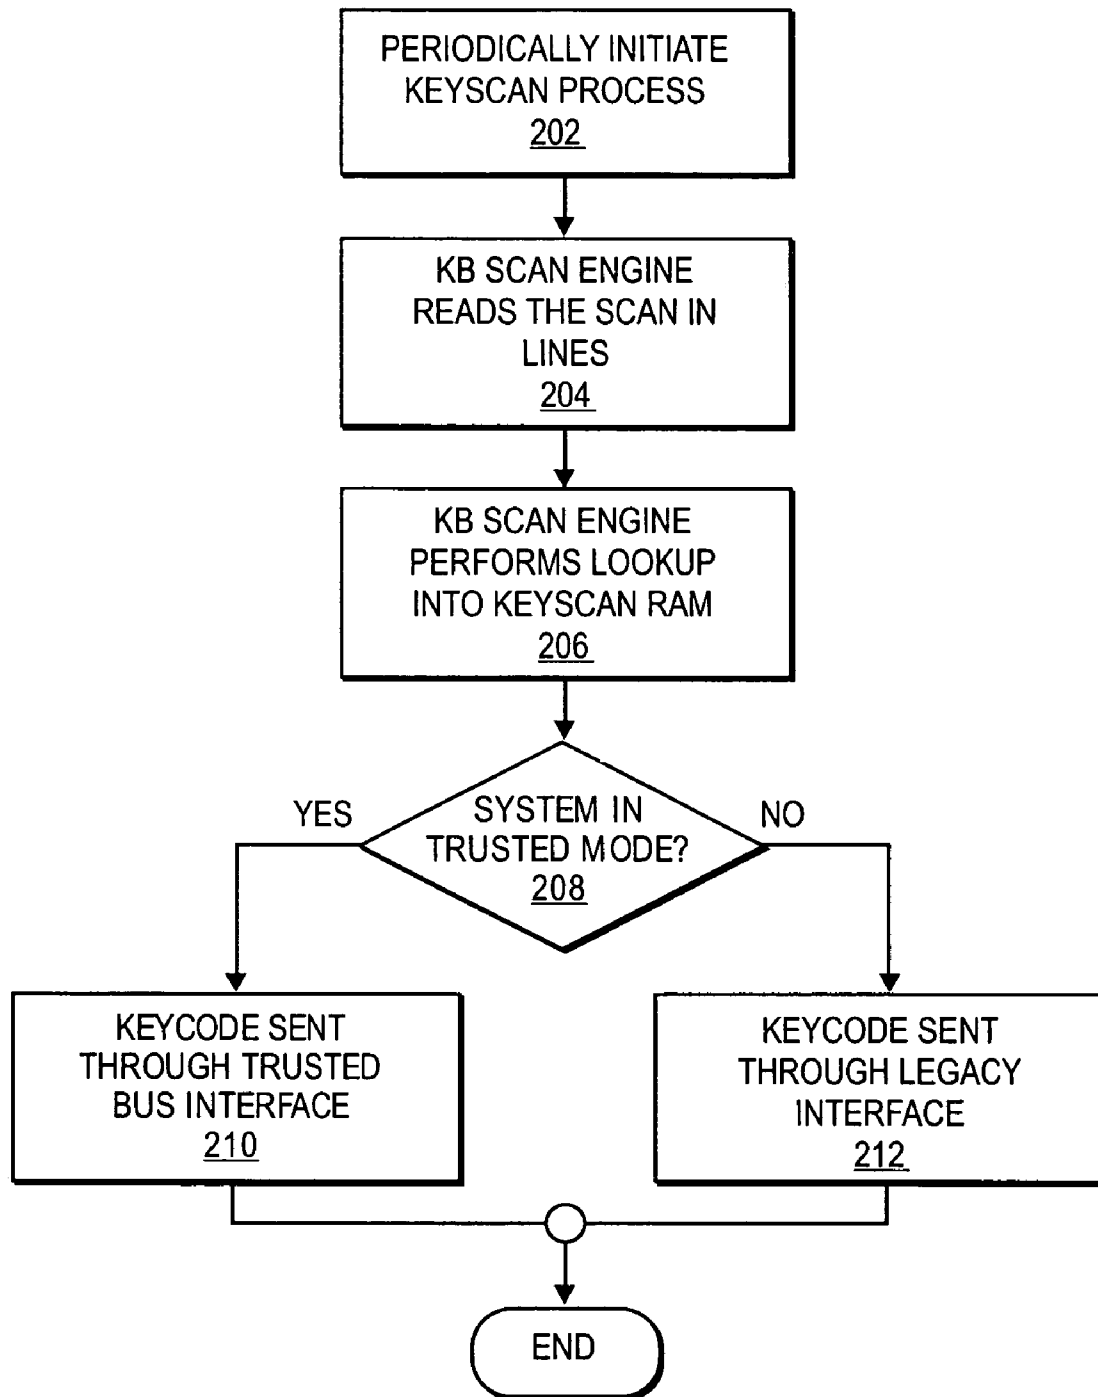 PERIODICALLY INITIATE
KEYSCAN PROCESS
202
KB SCAN ENGINE
READS THE SCAN IN
LINES
204
KB SCAN ENGINE
PERFORMS LOOKUP
INTO KEYSCAN RAM
206
SYSTEM IN
TRUSTED MODE?
208
YES
NO
KEYCODE SENT
THROUGH TRUSTED
BUS INTERFACE
210
KEYCODE SENT
THROUGH LEGACY
INTERFACE
212
END